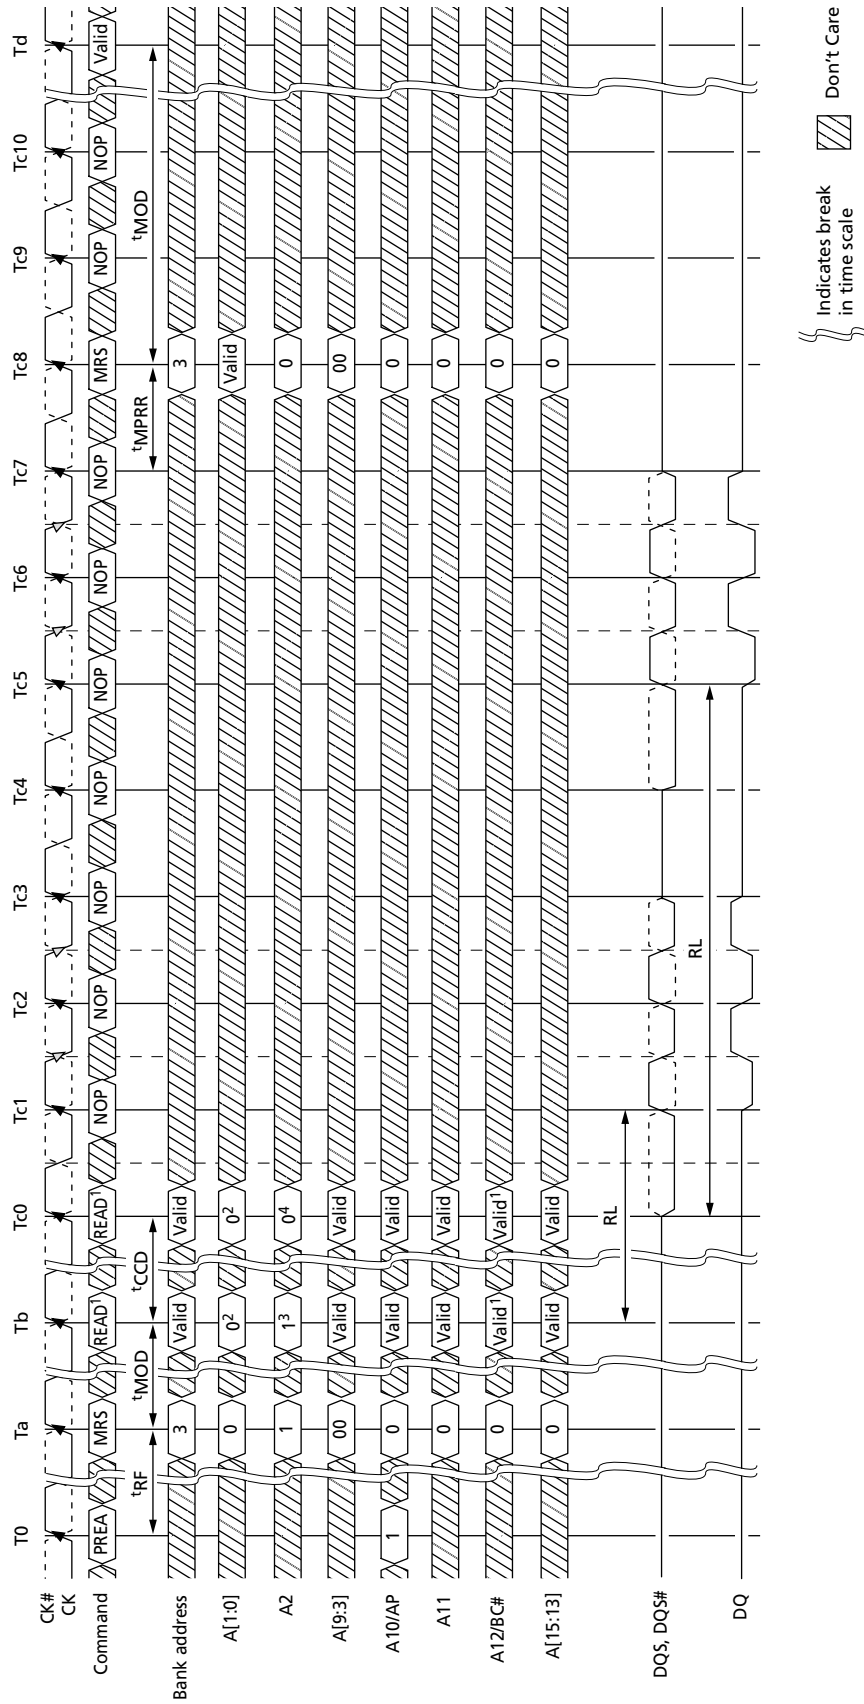 T0 Ta Tb Tc0 Tc1 Tc2 Tc3 Tc4 Tc5 Tc6 Tc7 Tc8 Tc9 Tc10 Td
CK#
CK
Command PREA MRS READ¹ READ¹ NOP NOP NOP NOP NOP NOP NOP MRS NOP NOP Valid
tRF tMOD tCCD tMPRR tMOD
Bank address 3 Valid Valid 3
A[1:0] 0 0² 0² Valid
A2 1 1³ 0⁴ 0
A[9:3] 00 Valid Valid 00
A10/AP 1 0 Valid Valid 0
A11 0 Valid Valid 0
A12/BC# 0 Valid¹ Valid¹ 0
A[15:13] 0 Valid Valid 0
RL
DQS, DQS#
RL
DQ
Indicates break
in time scale
Don't Care